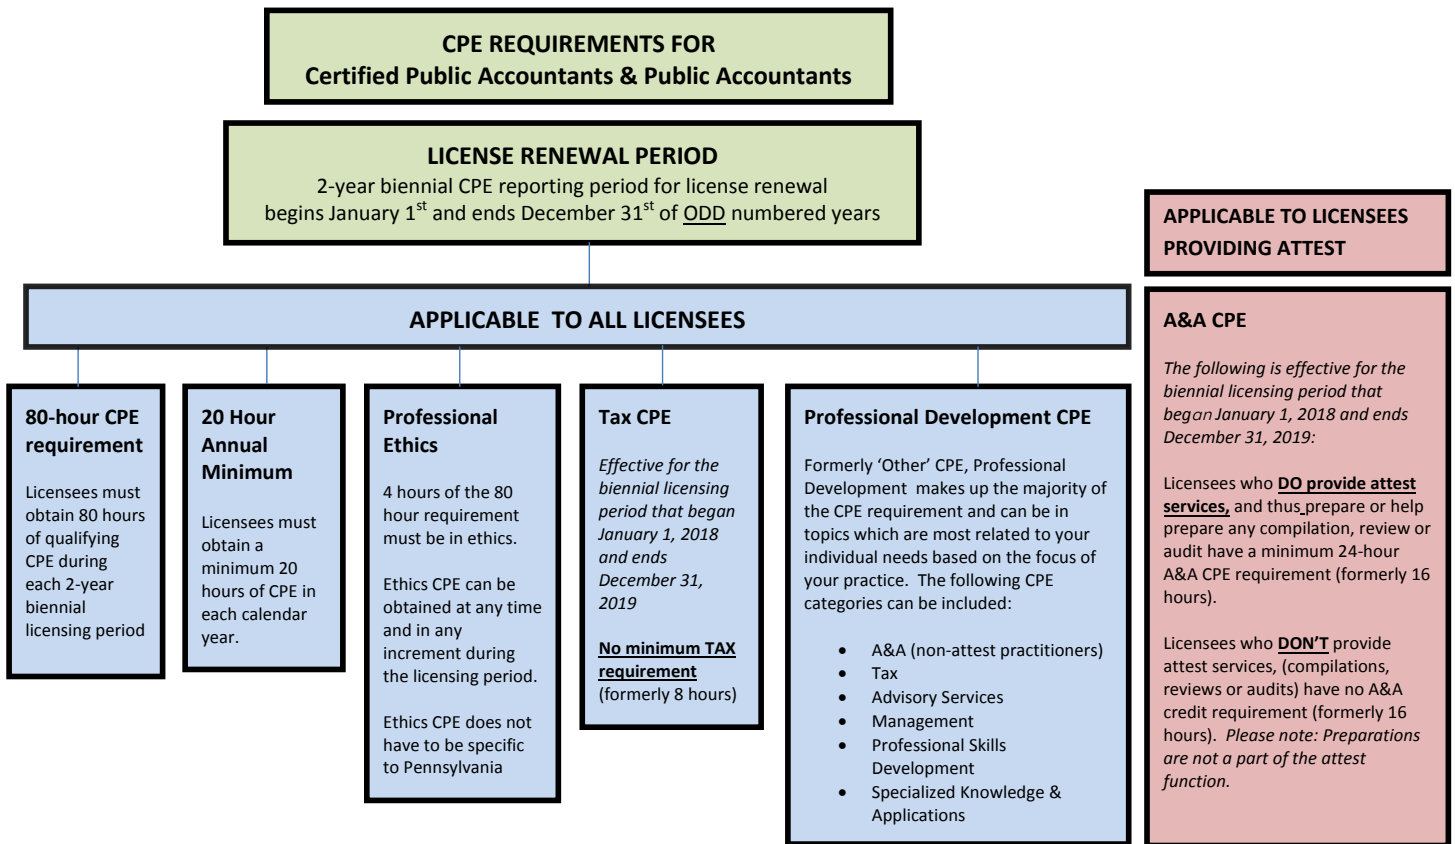 CPE REQUIREMENTS FOR
Certified Public Accountants & Public Accountants
LICENSE RENEWAL PERIOD
2-year biennial CPE reporting period for license renewal
begins January 1st and ends December 31st of ODD numbered years
APPLICABLE TO ALL LICENSEES
80-hour CPE
requirement
Licensees must
obtain 80 hours
of qualifying
CPE during
each 2-year
biennial
licensing period
20 Hour
Annual
Minimum
Licensees must
obtain a
minimum 20
hours of CPE in
each calendar
year.
Professional
Ethics
4 hours of the 80
hour requirement
must be in ethics.
Ethics CPE can be
obtained at any time
and in any
increment during
the licensing period.
Ethics CPE does not
have to be specific
to Pennsylvania
Tax CPE
Effective for the
biennial licensing
period that began
January 1, 2018
and ends
December 31,
2019
No minimum TAX
requirement
(formerly 8 hours)
Professional Development CPE
Formerly ‘Other’ CPE, Professional
Development makes up the majority of
the CPE requirement and can be in
topics which are most related to your
individual needs based on the focus of
your practice. The following CPE
categories can be included:
• A&A (non-attest practitioners)
• Tax
• Advisory Services
• Management
• Professional Skills
Development
• Specialized Knowledge &
Applications
APPLICABLE TO LICENSEES
PROVIDING ATTEST
A&A CPE
The following is effective for the
biennial licensing period that
began January 1, 2018 and ends
December 31, 2019:
Licensees who DO provide attest
services, and thus prepare or help
prepare any compilation, review or
audit have a minimum 24-hour
A&A CPE requirement (formerly 16
hours).
Licensees who DON’T provide
attest services, (compilations,
reviews or audits) have no A&A
credit requirement (formerly 16
hours). Please note: Preparations
are not a part of the attest
function.